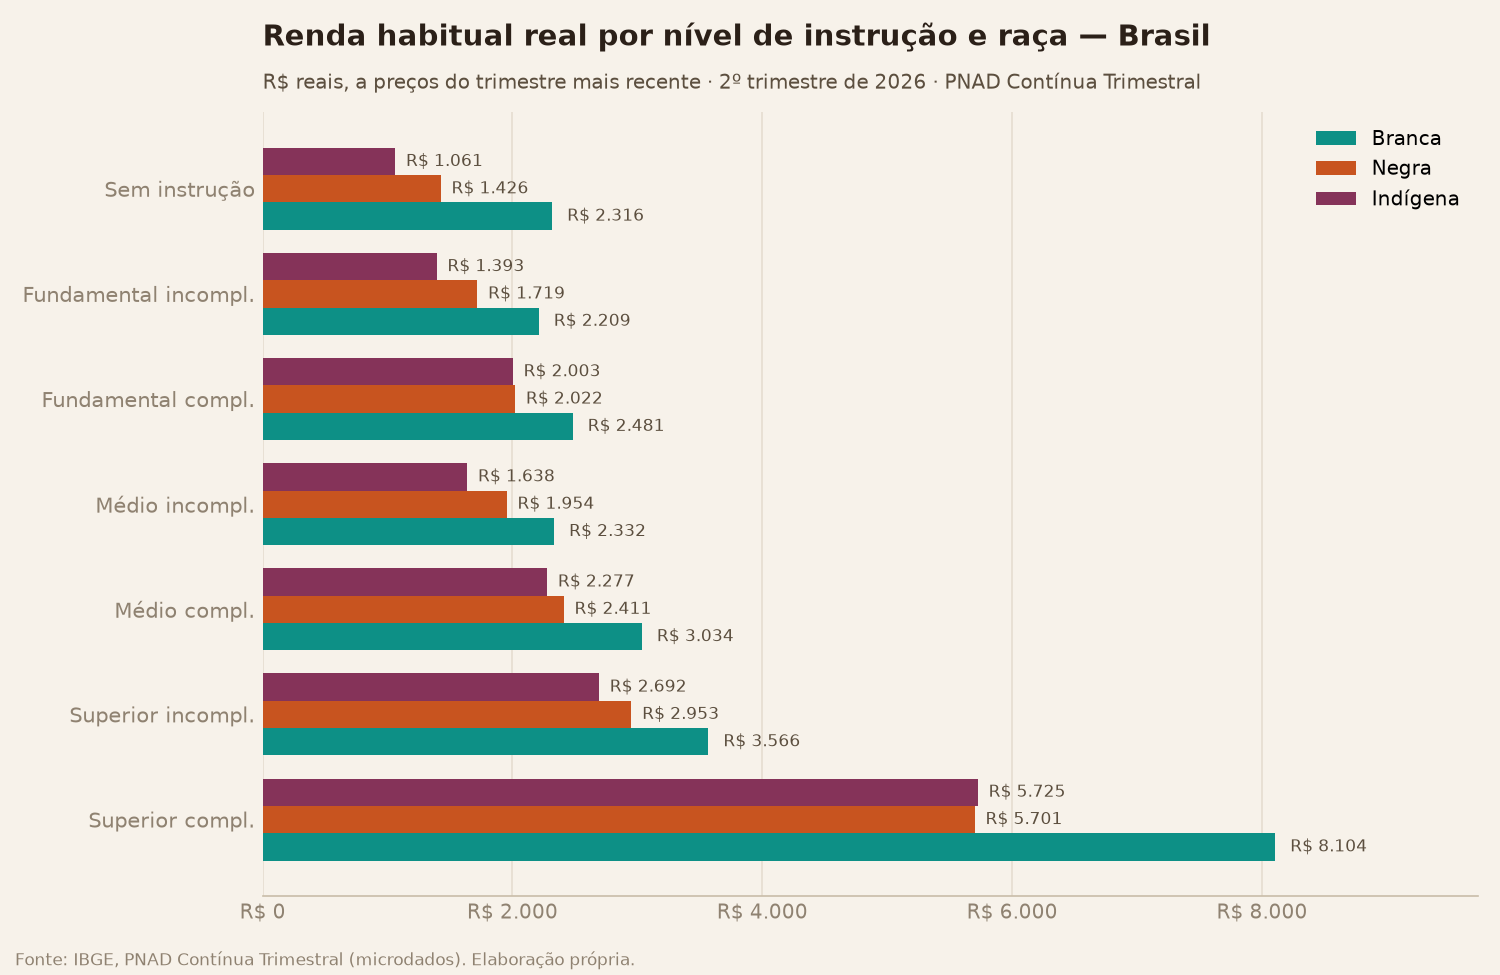 Renda habitual real por nível de instrução e raça — Brasil
R$ reais, a preços do trimestre mais recente · 2º trimestre de 2026 · PNAD Contínua Trimestral
Branca
Negra
Indígena
Sem instrução
R$ 1.061
R$ 1.426
R$ 2.316
Fundamental incompl.
R$ 1.393
R$ 1.719
R$ 2.209
Fundamental compl.
R$ 2.003
R$ 2.022
R$ 2.481
Médio incompl.
R$ 1.638
R$ 1.954
R$ 2.332
Médio compl.
R$ 2.277
R$ 2.411
R$ 3.034
Superior incompl.
R$ 2.692
R$ 2.953
R$ 3.566
Superior compl.
R$ 5.725
R$ 5.701
R$ 8.104
R$ 0
R$ 2.000
R$ 4.000
R$ 6.000
R$ 8.000
Fonte: IBGE, PNAD Contínua Trimestral (microdados). Elaboração própria.